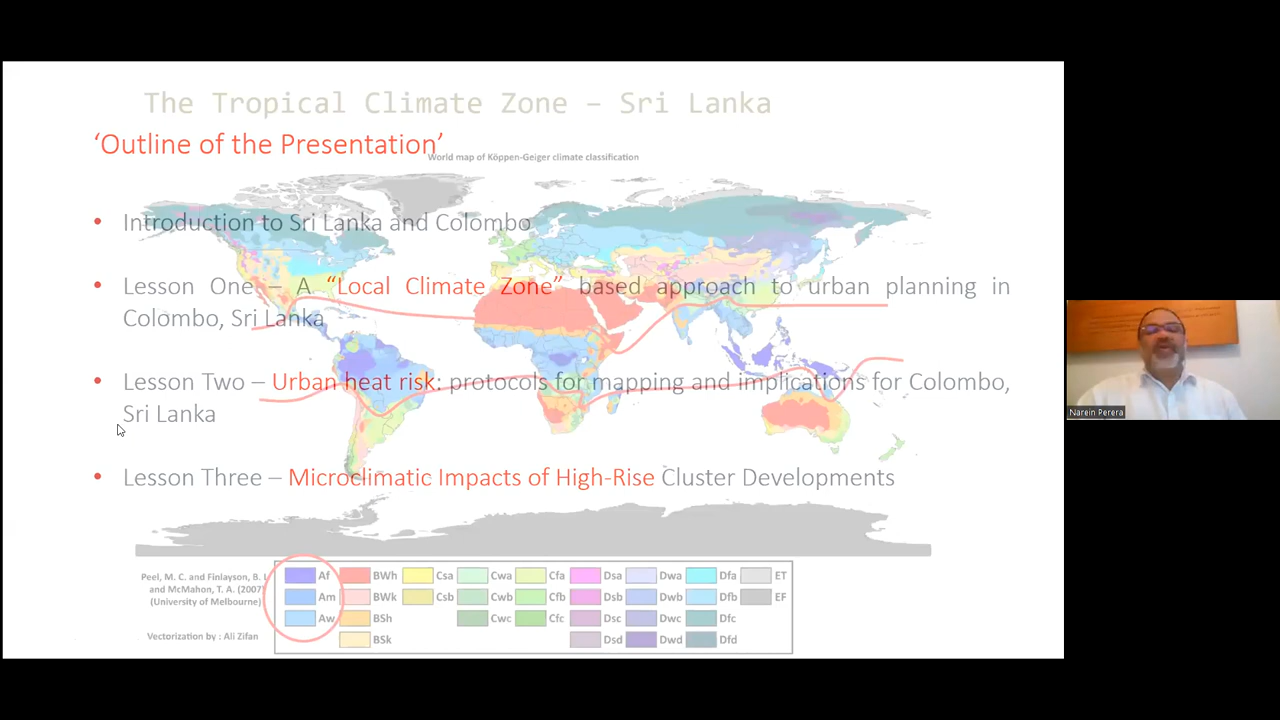 The Tropical Climate Zone – Sri Lanka
‘Outline of the Presentation’
World map of Köppen-Geiger climate classification
• Introduction to Sri Lanka and Colombo
• Lesson One – A “Local Climate Zone” based approach to urban planning in
Colombo, Sri Lanka
• Lesson Two – Urban heat risk: protocols for mapping and implications for Colombo,
Sri Lanka
• Lesson Three – Microclimatic Impacts of High-Rise Cluster Developments
Narein Perera
Peel, M. C. and Finlayson, B. L
and McMahon, T. A. (2007)
(University of Melbourne)
Vectorization by : Ali Zifan
Af BWh Csa Cwa Cfa Dsa Dwa Dfa ET
Am BWk Csb Cwb Cfb Dsb Dwb Dfb EF
Aw BSh Cwc Cfc Dsc Dwc Dfc
BSk Dsd Dwd Dfd